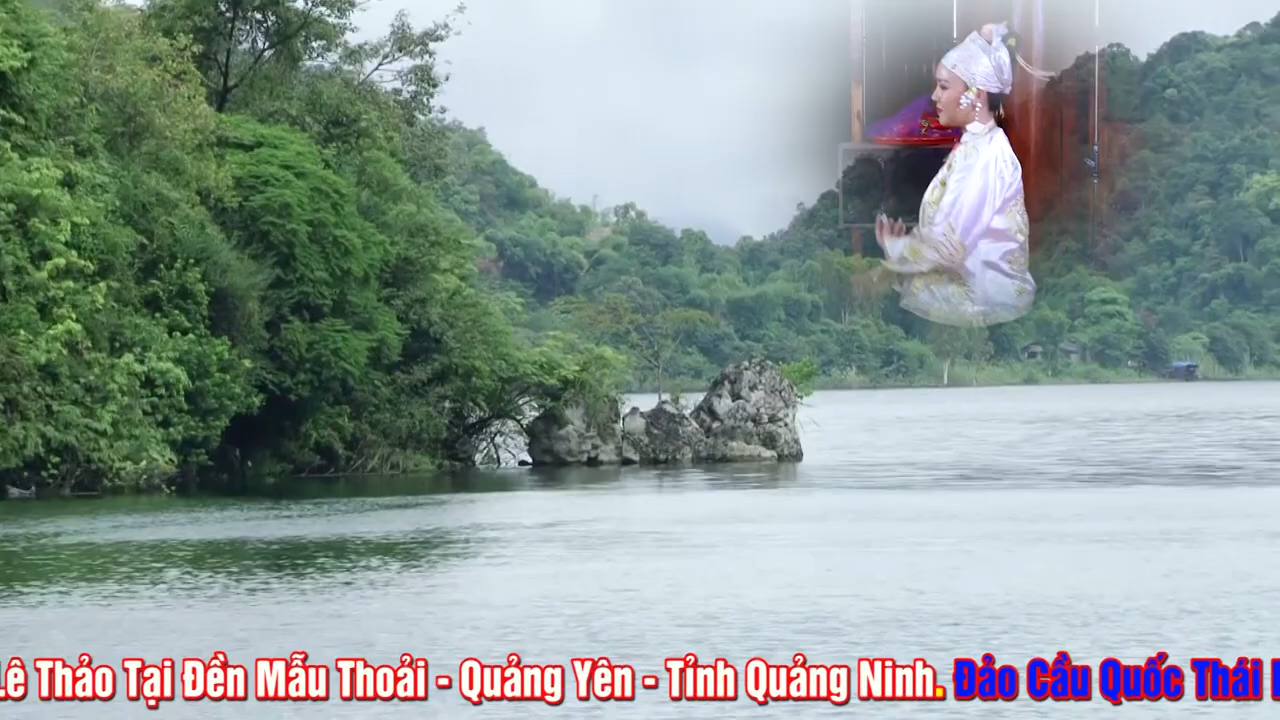 Lê Thảo Tại Đền Mẫu Thoải - Quảng Yên - Tỉnh Quảng Ninh. Đảo Cầu Quốc Thái